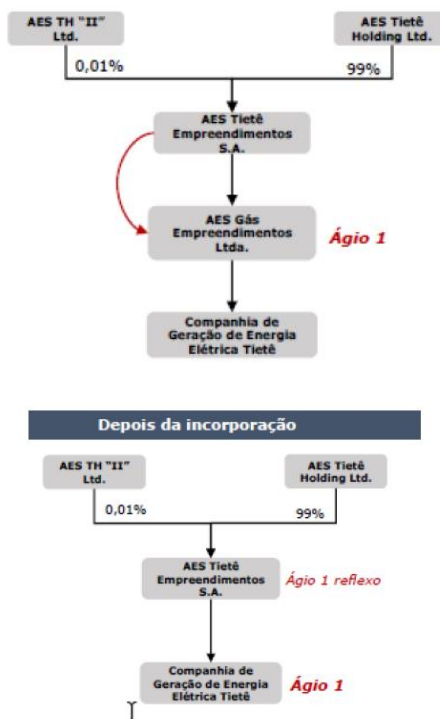 AES TH “II”
Ltd.
AES Tietê
Holding Ltd.
0,01%
99%
AES Tietê
Empreendimentos
S.A.
AES Gás
Empreendimentos
Ltda.
Ágio 1
Companhia de
Geração de Energia
Elétrica Tietê
Depois da incorporação
AES TH “II”
Ltd.
AES Tietê
Holding Ltd.
0,01%
99%
AES Tietê
Empreendimentos
S.A.
Ágio 1 reflexo
Companhia de
Geração de Energia
Elétrica Tietê
Ágio 1